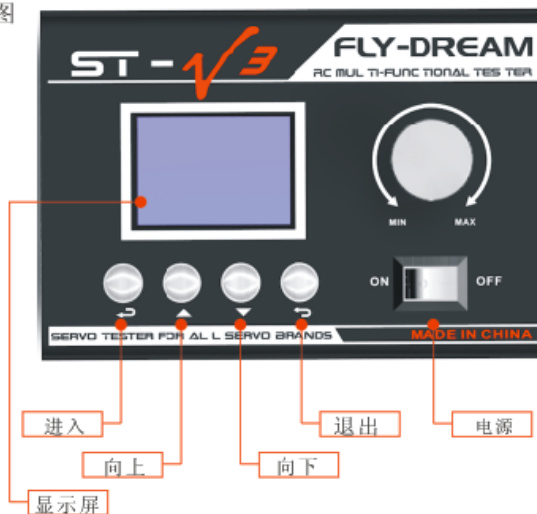 图
ST-V3
FLY-DREAM
RC MUL TI-FUNC TIONAL TES TER
MIN
MAX
ON
OFF
SERVO TESTER FOR AL L SERVO BRANDS
MADE IN CHINA
进入
退出
电源
向上
向下
显示屏